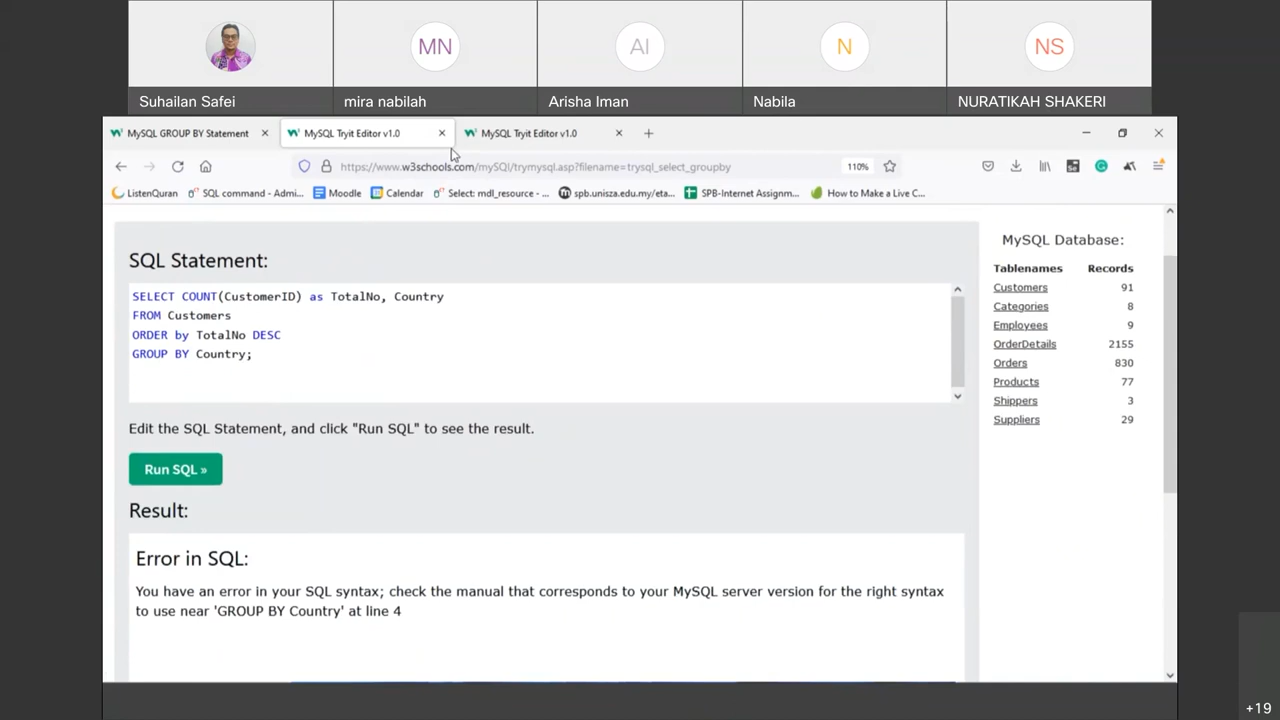 MN
AI
N
NS
Suhailan Safei
mira nabilah
Arisha Iman
Nabila
NURATIKAH SHAKERI
MySQL GROUP BY Statement
MySQL Tryit Editor v1.0
MySQL Tryit Editor v1.0
https://www.w3schools.com/mySQl/trymysql.asp?filename=trysql_select_groupby
110%
ListenQuran
SQL command - Admi...
Moodle
Calendar
Select: mdl_resource - ...
spb.unisza.edu.my/eta...
SPB-Internet Assignm...
How to Make a Live C...
SQL Statement:
SELECT COUNT(CustomerID) as TotalNo, Country
FROM Customers
ORDER by TotalNo DESC
GROUP BY Country;
Edit the SQL Statement, and click "Run SQL" to see the result.
Run SQL »
Result:
Error in SQL:
You have an error in your SQL syntax; check the manual that corresponds to your MySQL server version for the right syntax
to use near 'GROUP BY Country' at line 4
MySQL Database:
Tablenames Records
Customers 91
Categories 8
Employees 9
OrderDetails 2155
Orders 830
Products 77
Shippers 3
Suppliers 29
+19